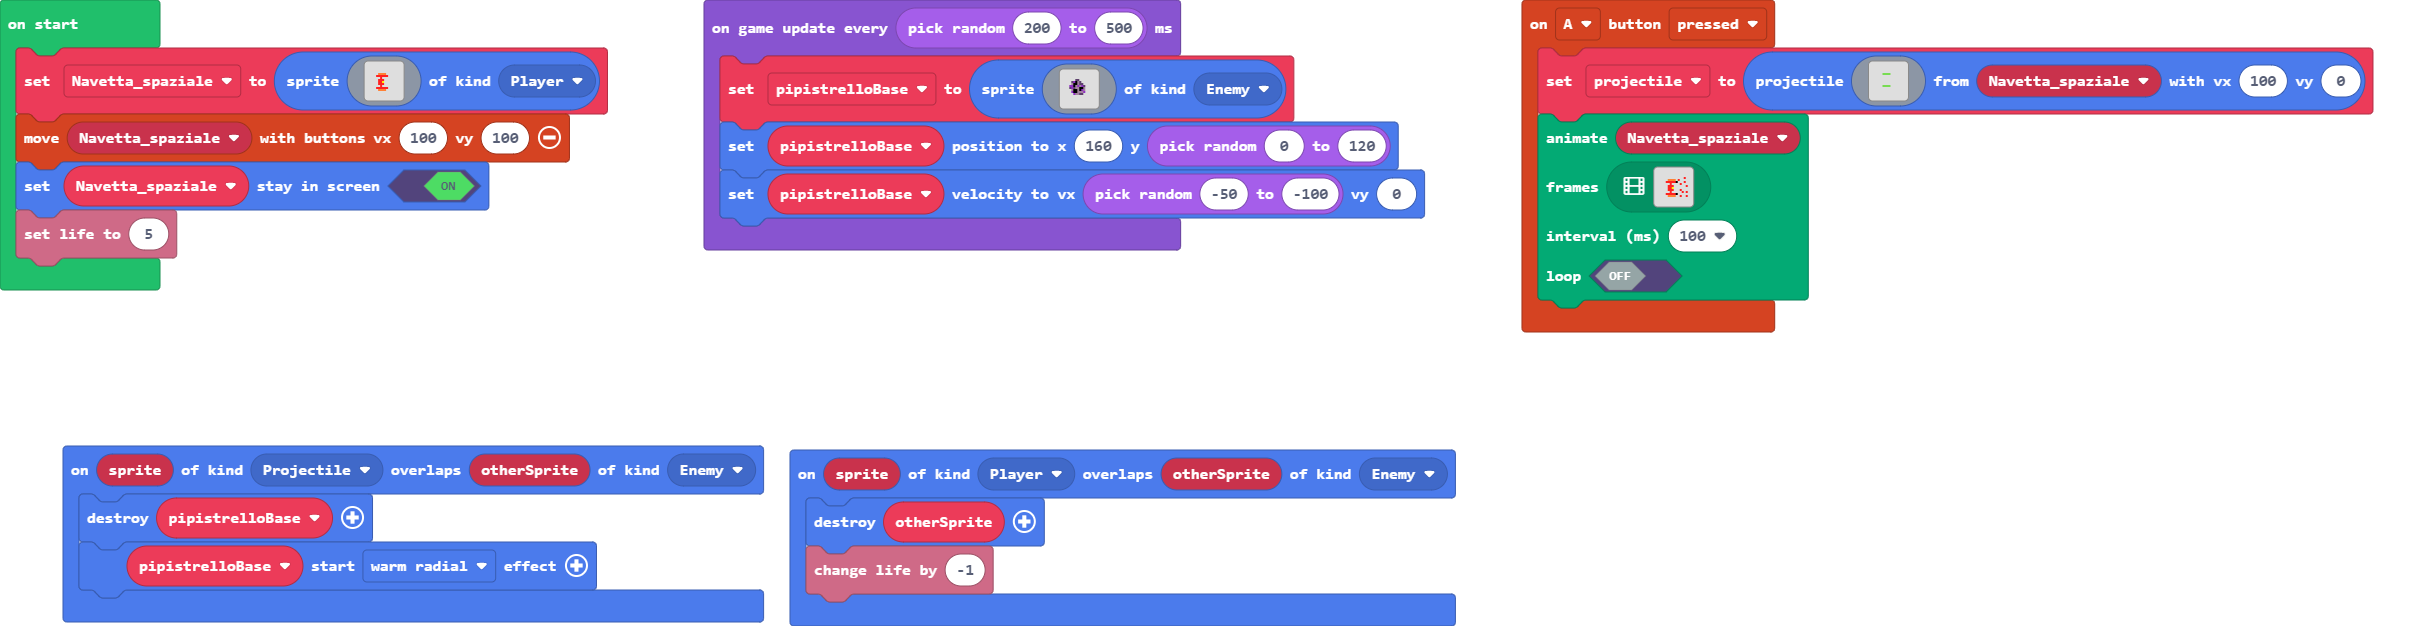 on start
set Navetta_spaziale to sprite of kind Player
move Navetta_spaziale with buttons vx 100 vy 100
set Navetta_spaziale stay in screen ON
set life to 5
on game update every pick random 200 to 500 ms
set pipistrelloBase to sprite of kind Enemy
set pipistrelloBase position to x 160 y pick random 0 to 120
set pipistrelloBase velocity to vx pick random -50 to -100 vy 0
on A button pressed
set projectile to projectile from Navetta_spaziale with vx 100 vy 0
animate Navetta_spaziale
frames
interval (ms) 100
loop OFF
on sprite of kind Projectile overlaps otherSprite of kind Enemy
destroy pipistrelloBase
pipistrelloBase start warm radial effect
on sprite of kind Player overlaps otherSprite of kind Enemy
destroy otherSprite
change life by -1